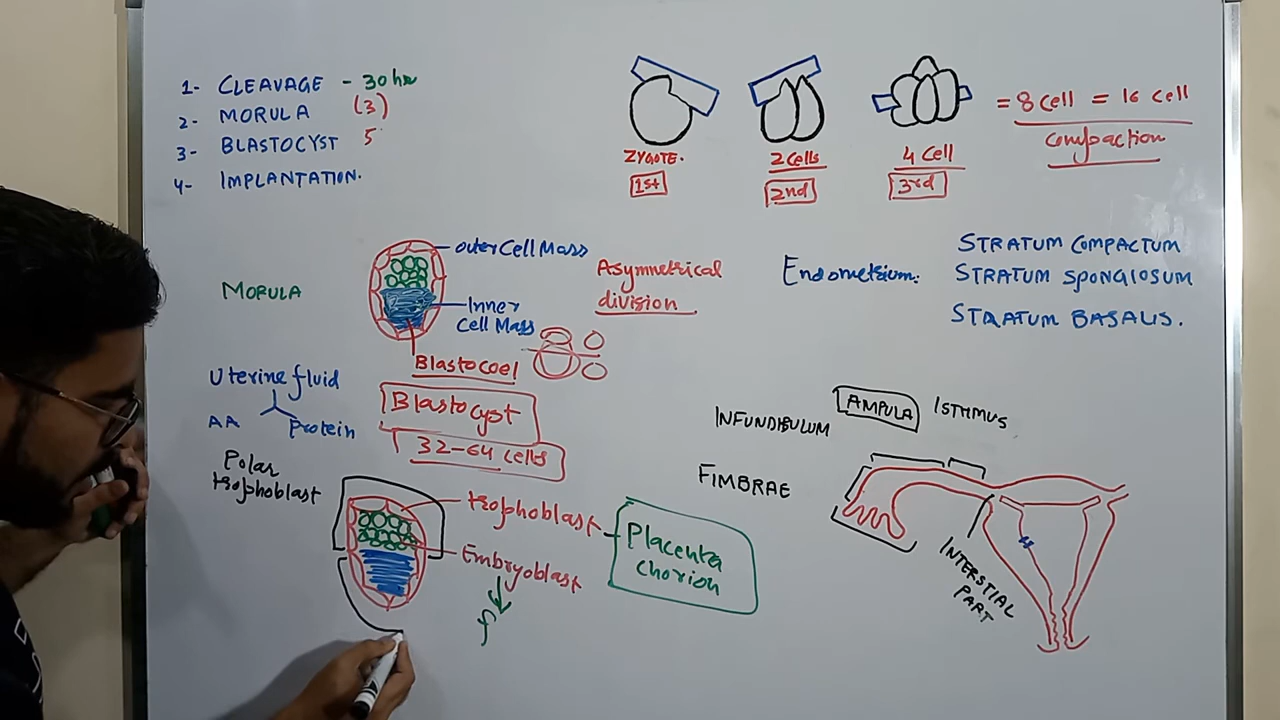 1- CLEAVAGE - 30 hr
2- MORULA (3)
3- BLASTOCYST 5
4- IMPLANTATION.
ZYGOTE.
1st
2 Cells
2nd
4 Cell
3rd
= 8 Cell = 16 Cell
Compaction
MORULA
outer Cell Mass
Inner
Cell Mass
Blastocoel
Asymmetrical
division
Endometrium:
STRATUM COMPACTUM
STRATUM SPONGIOSUM
STRATUM BASALIS.
Uterine fluid
AA
Protein
Blastocyst
32-64 cells
Polar
trophoblast
trophoblast
Embryoblast
Placenta
Chorion
INFUNDIBULUM
AMPULA
ISTHMUS
FIMBRAE
INTERSTIAL
PART